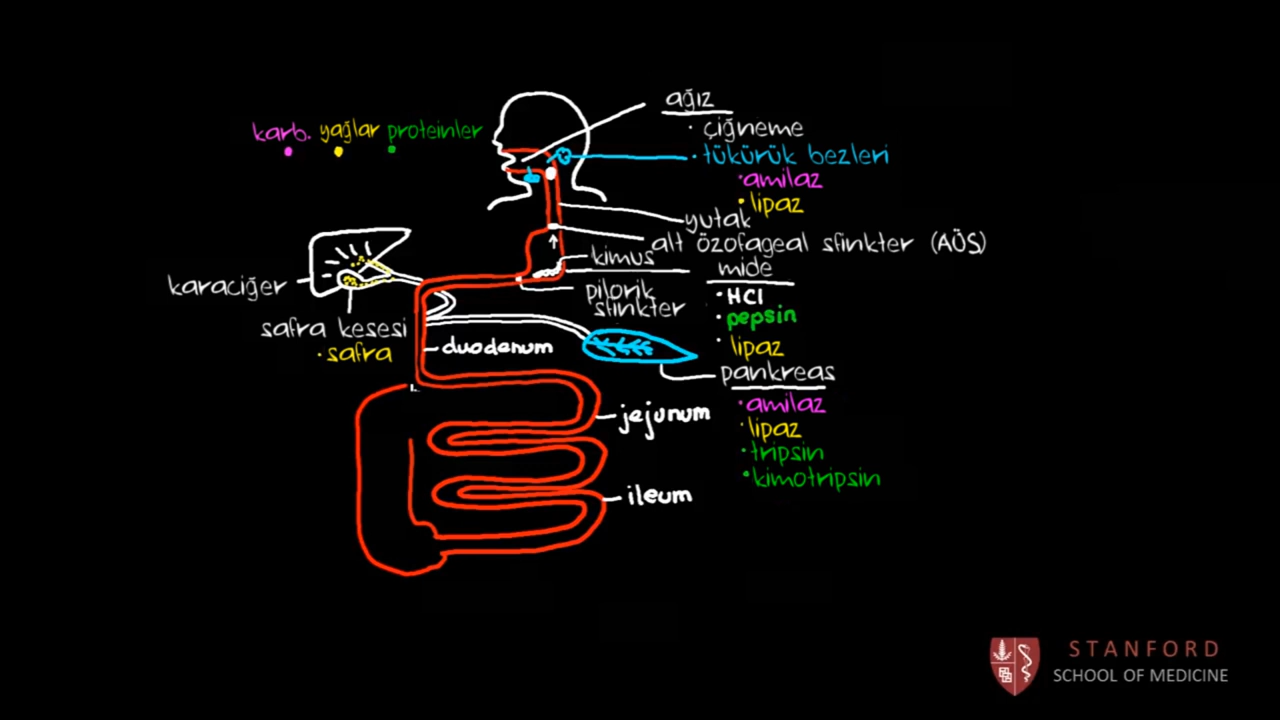 ağız
· çiğneme
· tükürük bezleri
· amilaz
· lipaz
karb. yağlar proteinler
yutak
alt özofageal sfinkter (AÜS)
kimus
mide
· HCl
· pepsin
· lipaz
pilorik
sfinkter
karaciğer
safra kesesi
· safra
duodenum
pankreas
· amilaz
· lipaz
· tripsin
· kimotripsin
jejunum
ileum
STANFORD
SCHOOL OF MEDICINE